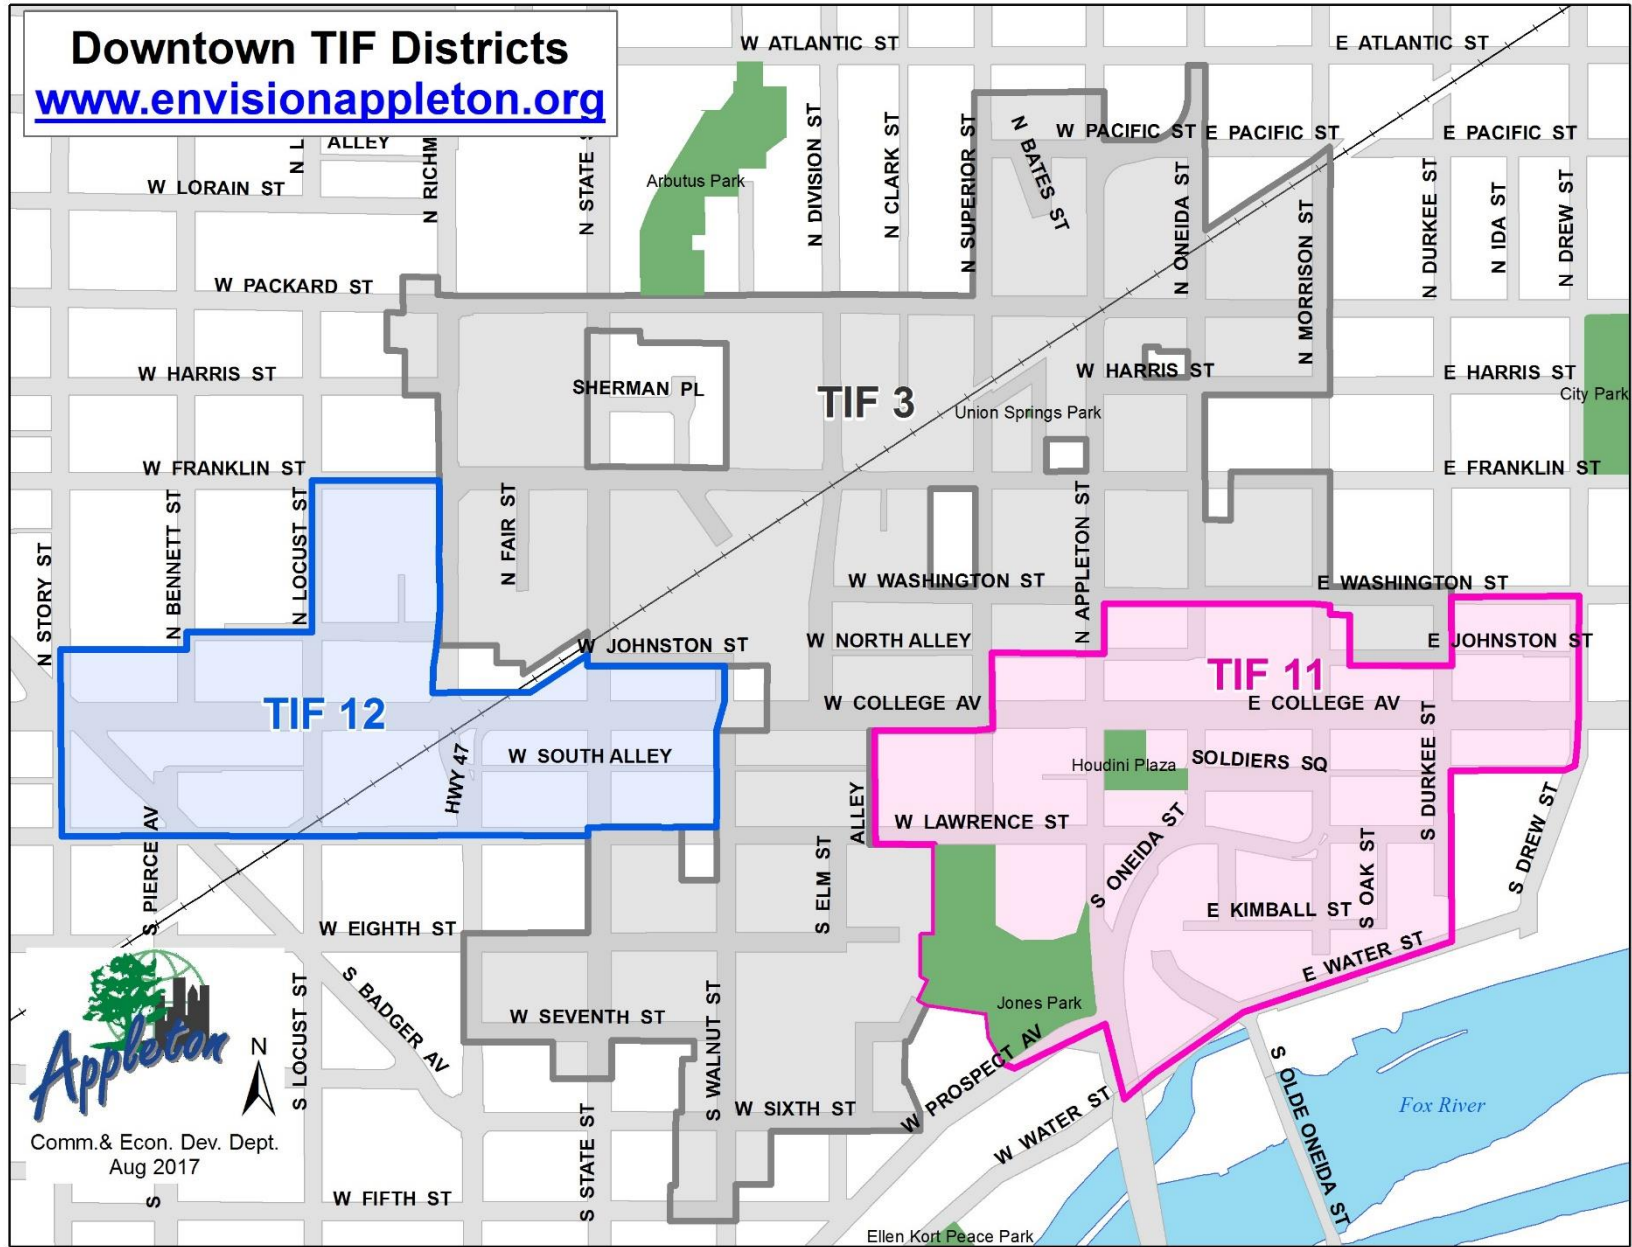 Downtown TIF Districts
www.envisionappleton.org
W ATLANTIC ST
E ATLANTIC ST
ALLEY
N L
N RICHM
N STATE S
W PACIFIC ST
E PACIFIC ST
E PACIFIC ST
W LORAIN ST
Arbutus Park
N DIVISION ST
N CLARK ST
N SUPERIOR ST
N BATES ST
N ONEIDA ST
N MORRISON ST
N DURKEE ST
N IDA ST
N DREW ST
W PACKARD ST
W HARRIS ST
SHERMAN PL
TIF 3
W HARRIS ST
E HARRIS ST
Union Springs Park
City Park
W FRANKLIN ST
E FRANKLIN ST
N STORY ST
N BENNETT ST
N LOCUST ST
N FAIR ST
N APPLETON ST
W WASHINGTON ST
E WASHINGTON ST
W JOHNSTON ST
W NORTH ALLEY
E JOHNSTON ST
TIF 12
TIF 11
W COLLEGE AV
E COLLEGE AV
HWY 47
W SOUTH ALLEY
Houdini Plaza
SOLDIERS SQ
S DURKEE ST
ALLEY
W LAWRENCE ST
S PIERCE AV
S ELM ST
S ONEIDA ST
S OAK ST
S DREW ST
W EIGHTH ST
E KIMBALL ST
E WATER ST
S BADGER AV
S LOCUST ST
W SEVENTH ST
S WALNUT ST
Jones Park
Appleton
N
Comm.& Econ. Dev. Dept.
Aug 2017
W SIXTH ST
W PROSPECT AV
W WATER ST
S OLDE ONEIDA ST
Fox River
S
W FIFTH ST
S STATE ST
Ellen Kort Peace Park